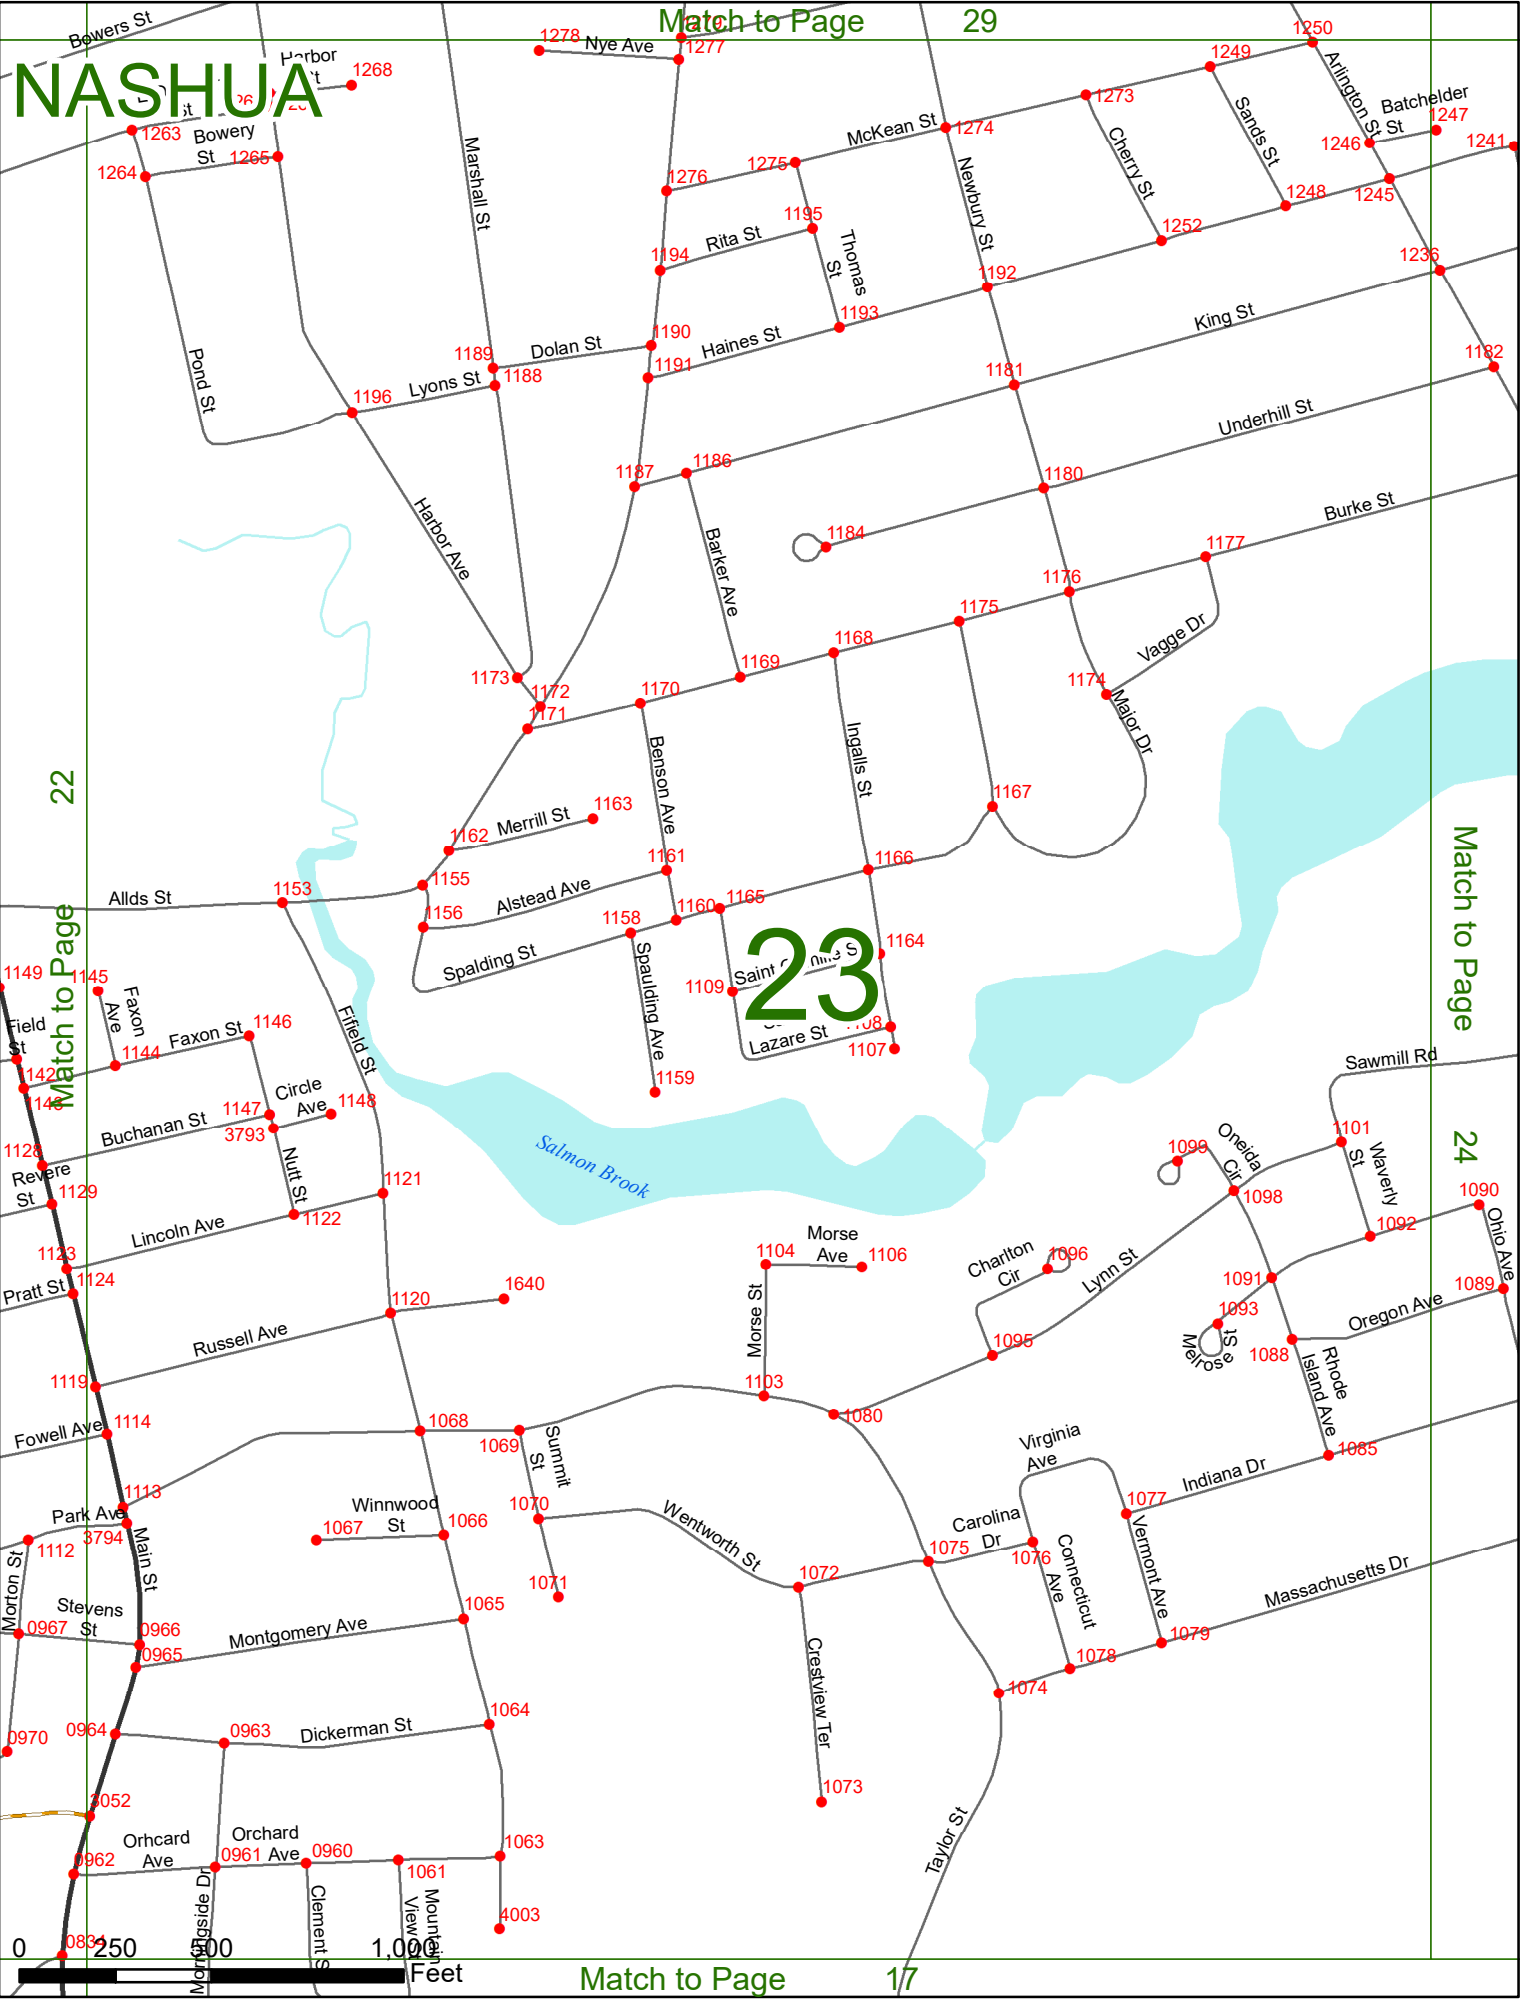 Bowers St
Match to Page
29
1279
1278
Nye Ave
1277
1250
1249
Harbor
St
1268
NASHUA
1273
Arlington St
Batchelder
St
1247
1263
Bowery
St
1265
1264
McKean St
1274
Sands St
1246
1241
Marshall St
1275
Cherry St
1245
1276
Newbury St
1248
1195
Rita St
Thomas
St
1252
1194
1192
1236
1193
King St
1190
Haines St
1189
Dolan St
1191
1182
Pond St
Lyons St
1188
1181
1196
Underhill St
1187
1186
1180
Harbor Ave
Barker Ave
1184
Burke St
1177
1176
1175
Vagge Dr
1168
1169
1173
1174
1172
1170
1171
Major Dr
Benson Ave
Ingalls St
22
1163
1167
Merrill St
1162
Match to Page
1161
1166
1155
Allds St
1153
Alstead Ave
1160
1165
1156
1158
Match to Page
Spalding St
Spaulding Ave
23
1164
1149
1145
1109
Faxon
Ave
Fifield St
Field
St
Faxon St
1146
Lazare St
1107
1144
Sawmill Rd
1142
1143
1159
Circle
Ave
1148
1147
Buchanan St
3793
1128
Oneida
Cir
1101
24
Salmon Brook
1099
Waverly
St
Revere
St
1129
Nutt St
1121
1098
1090
1122
Lincoln Ave
Morse
Ave
1092
Ohio Ave
1123
1104
1106
Charlton
Cir
1096
Lynn St
1124
Pratt St
1640
1091
1089
1120
Morse St
1093
Oregon Ave
Russell Ave
1095
Melrose
St
1088
Rhode
Island Ave
1119
1103
1080
Fowell Ave
1114
1068
1069
Summit
St
Virginia
Ave
1085
Indiana Dr
1113
1077
Park Ave
3794
Winnwood
St
1070
Wentworth St
Carolina
Dr
1067
1066
1112
Main St
1075
1076
Connecticut
Ave
Vermont Ave
1072
1071
Massachusetts Dr
Morton St
Stevens
St
1065
0967
0966
Montgomery Ave
Crestview Ter
1079
0965
1078
1074
1064
0970
0964
0963
Dickerman St
1073
3052
Taylor St
Orhcard
Ave
Orchard
Ave
0962
0961
0960
1061
1063
Morningside Dr
Clement S
Mountain
View St
4003
0834
0
250
500
1,000
Feet
Match to Page
17